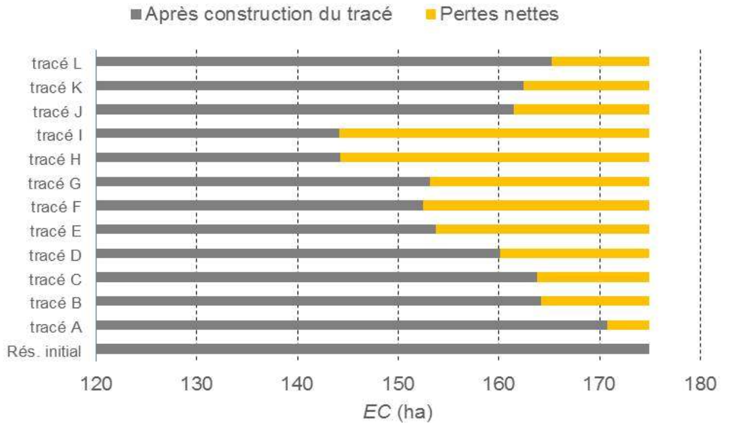 Après construction du tracé Pertes nettes
tracé L
tracé K
tracé J
tracé I
tracé H
tracé G
tracé F
tracé E
tracé D
tracé C
tracé B
tracé A
Rés. initial
120 130 140 150 160 170 180
EC (ha)